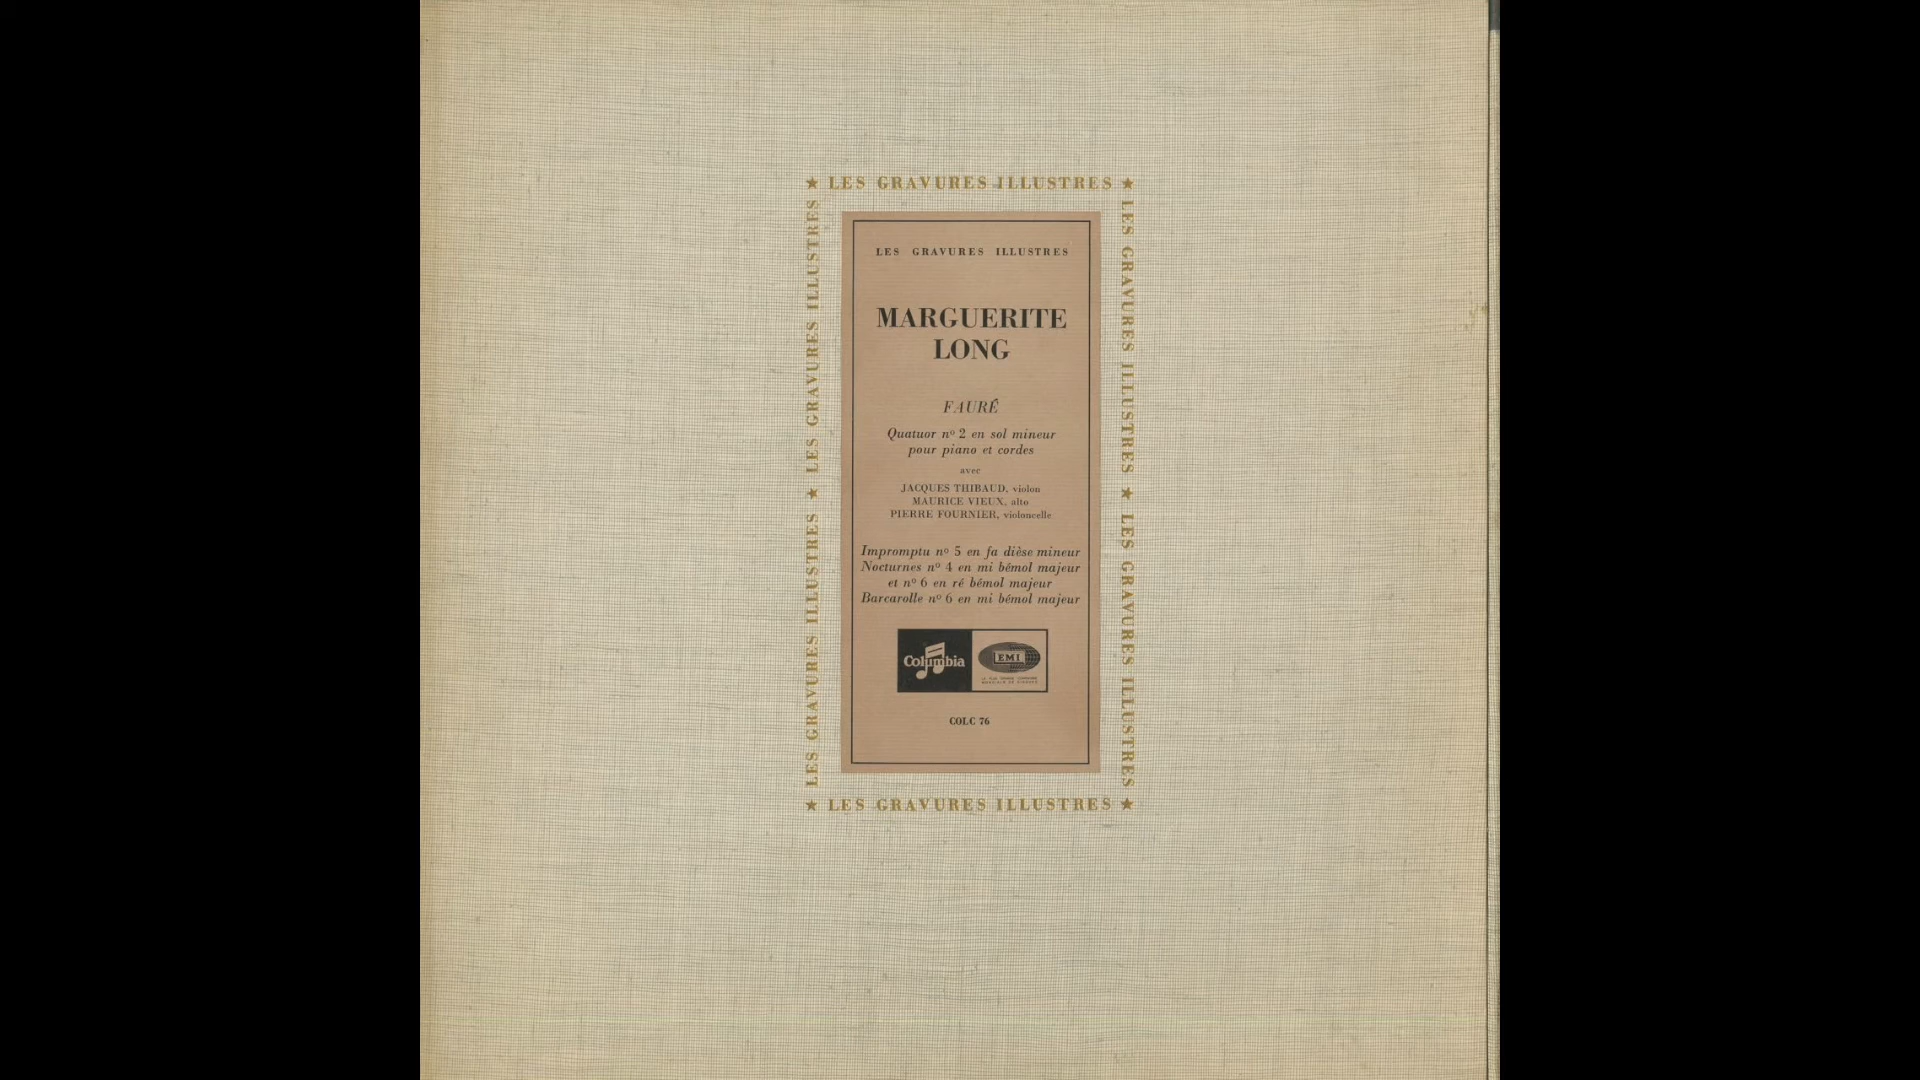 ★ LES GRAVURES ILLUSTRES ★
LES GRAVURES ILLUSTRES ★ LES GRAVURES ILLUSTRES
LES GRAVURES ILLUSTRES ★ LES GRAVURES ILLUSTRES
LES GRAVURES ILLUSTRES
MARGUERITE
LONG
FAURÉ
Quatuor nº 2 en sol mineur
pour piano et cordes
avec
JACQUES THIBAUD, violon
MAURICE VIEUX, alto
PIERRE FOURNIER, violoncelle
Impromptu nº 5 en fa dièse mineur
Nocturnes nº 4 en mi bémol majeur
et nº 6 en ré bémol majeur
Barcarolle nº 6 en mi bémol majeur
Columbia
EMI
COLC 76
★ LES GRAVURES ILLUSTRES ★